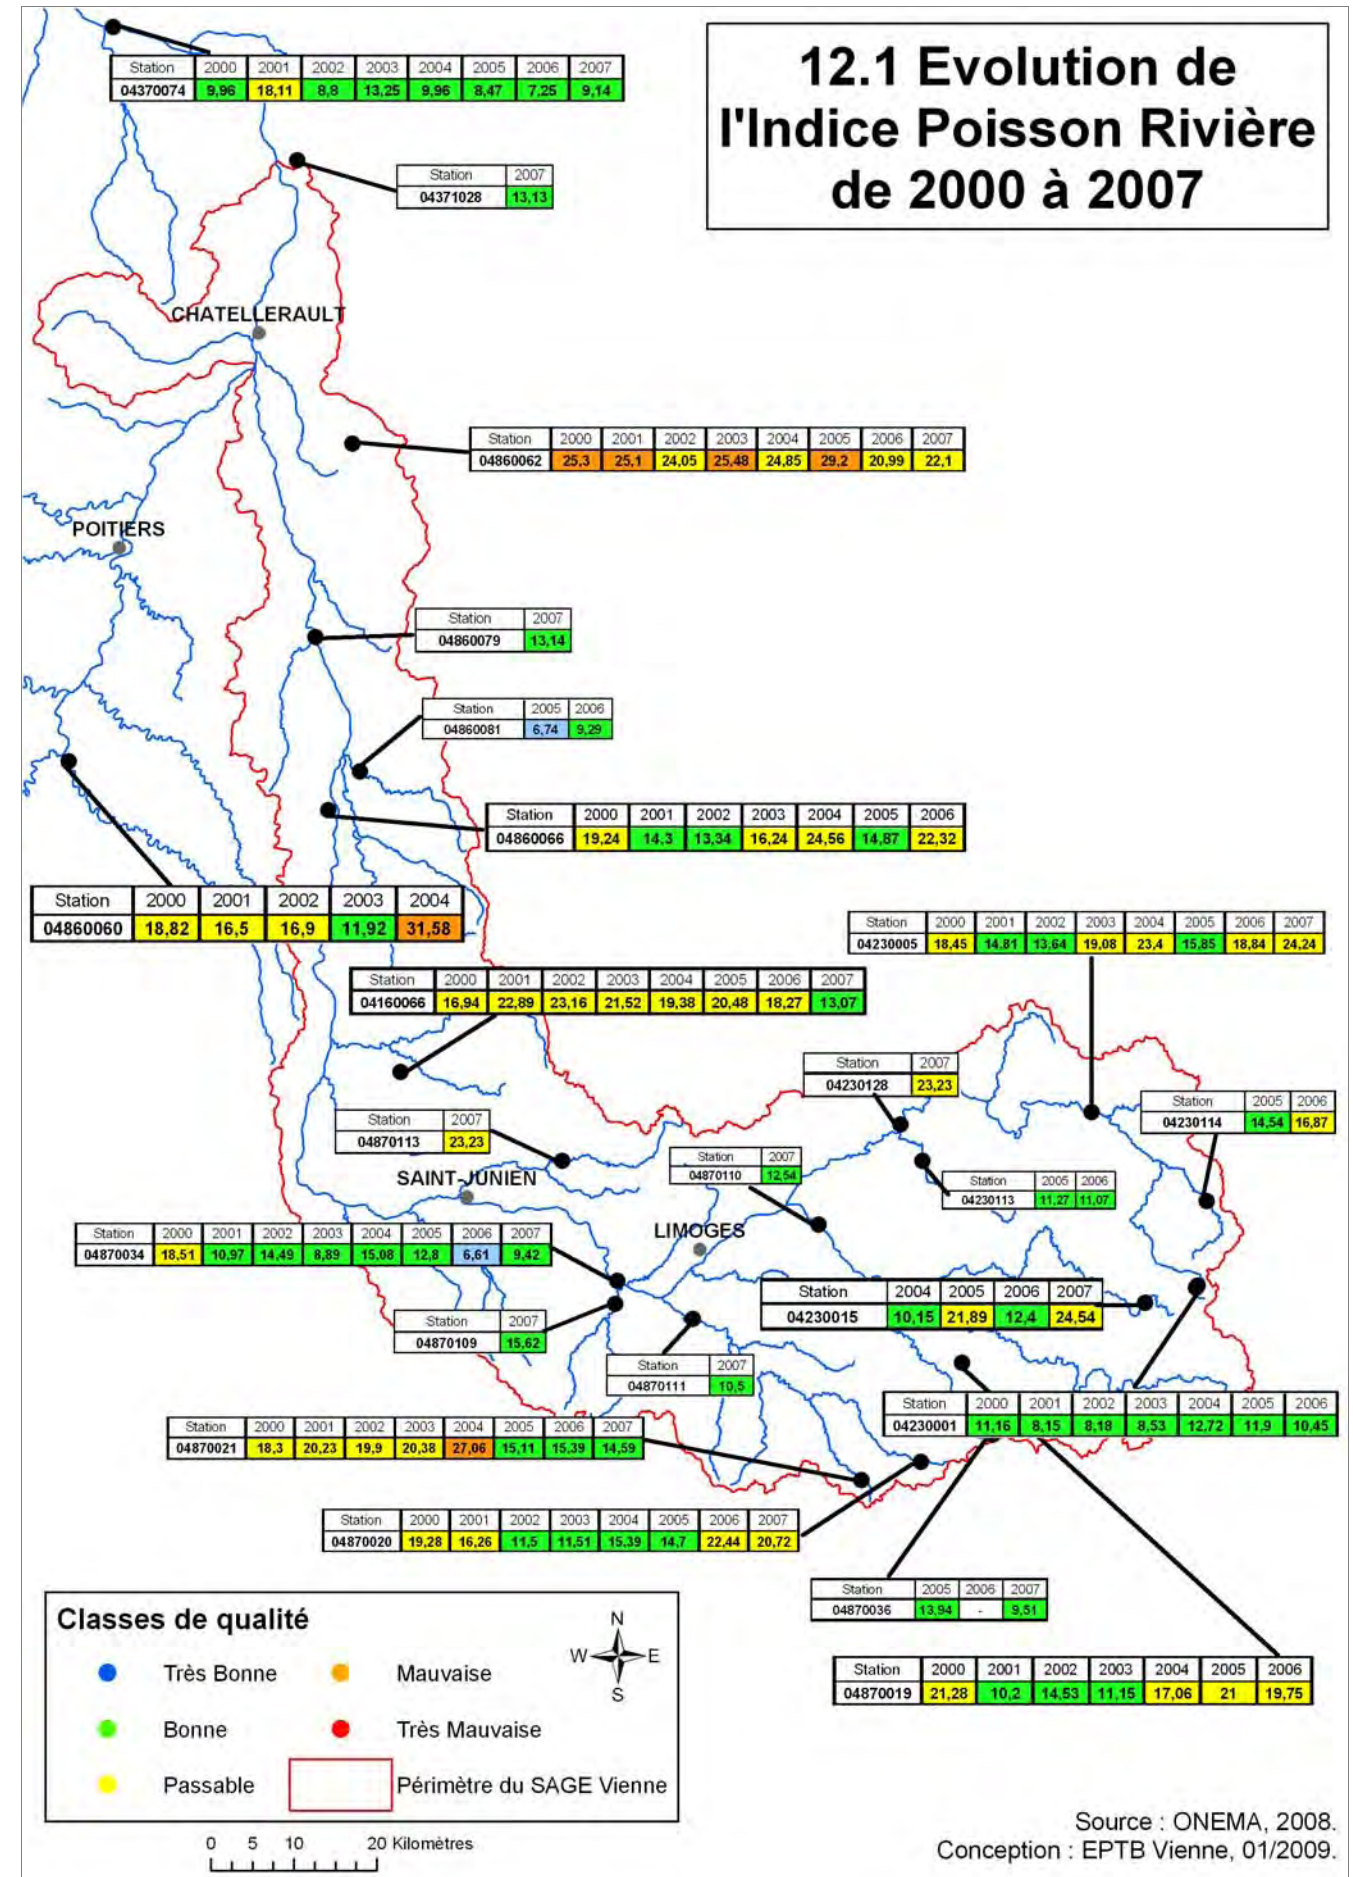 12.1 Evolution de
l'Indice Poisson Rivière
de 2000 à 2007
Station 2000 2001 2002 2003 2004 2005 2006 2007
04370074 9,96 18,11 8,8 13,25 9,96 8,47 7,25 9,14
Station 2007
04371028 13,13
CHATELLERAULT
Station 2000 2001 2002 2003 2004 2005 2006 2007
04860062 25,3 25,1 24,05 25,48 24,85 29,2 20,99 22,1
POITIERS
Station 2007
04860079 13,14
Station 2005 2006
04860081 6,74 9,29
Station 2000 2001 2002 2003 2004 2005 2006
04860066 19,24 14,3 13,34 16,24 24,56 14,87 22,32
Station 2000 2001 2002 2003 2004
04860060 18,82 16,5 16,9 11,92 31,58
Station 2000 2001 2002 2003 2004 2005 2006 2007
04230005 18,45 14,81 13,64 19,08 23,4 15,85 18,84 24,24
Station 2000 2001 2002 2003 2004 2005 2006 2007
04160066 16,94 22,89 23,16 21,52 19,38 20,48 18,27 13,07
Station 2007
04230128 23,23
Station 2005 2006
04230114 14,54 16,87
Station 2007
04870113 23,23
Station 2007
04870110 12,54
SAINT-JUNIEN
Station 2005 2006
04230113 11,27 11,07
LIMOGES
Station 2000 2001 2002 2003 2004 2005 2006 2007
04870034 18,51 10,97 14,49 8,89 15,08 12,8 6,61 9,42
Station 2004 2005 2006 2007
04230015 10,15 21,89 12,4 24,54
Station 2007
04870109 15,62
Station 2007
04870111 10,5
Station 2000 2001 2002 2003 2004 2005 2006
04230001 11,16 8,15 8,18 8,53 12,72 11,9 10,45
Station 2000 2001 2002 2003 2004 2005 2006 2007
04870021 18,3 20,23 19,9 20,38 27,06 15,11 15,39 14,59
Station 2000 2001 2002 2003 2004 2005 2006 2007
04870020 19,28 16,26 11,5 11,51 15,39 14,7 22,44 20,72
Station 2005 2006 2007
04870036 13,94 - 9,51
Station 2000 2001 2002 2003 2004 2005 2006
04870019 21,28 10,2 14,53 11,15 17,06 21 19,75
Classes de qualité
N
W E
S
Très Bonne Mauvaise
Bonne Très Mauvaise
Passable Périmètre du SAGE Vienne
0 5 10 20 Kilomètres
Source : ONEMA, 2008.
Conception : EPTB Vienne, 01/2009.